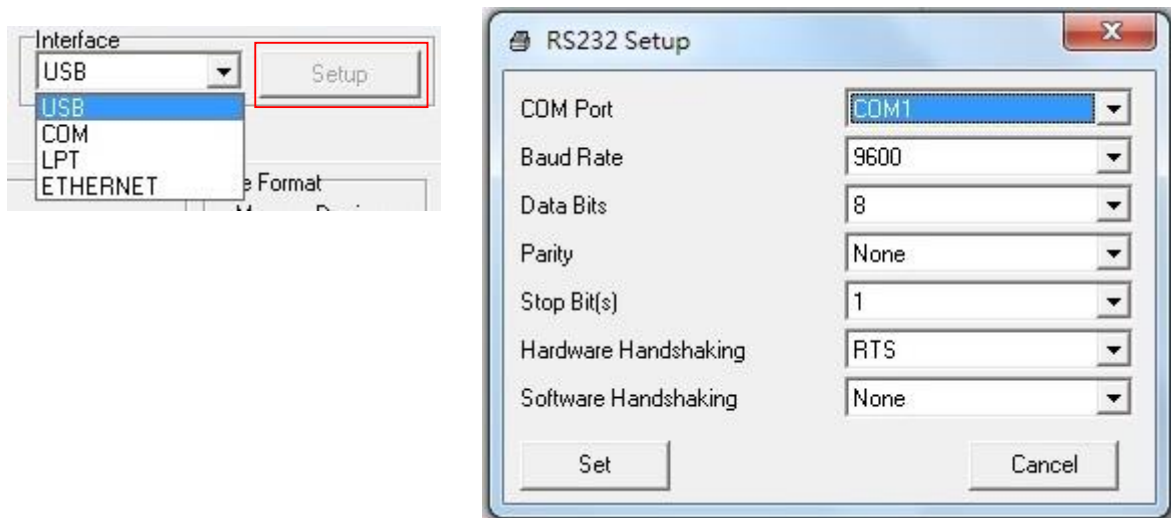 Interface
USB
Setup
USB
COM
LPT
ETHERNET
e Format
RS232 Setup
COM Port COM1
Baud Rate 9600
Data Bits 8
Parity None
Stop Bit(s) 1
Hardware Handshaking RTS
Software Handshaking None
Set Cancel